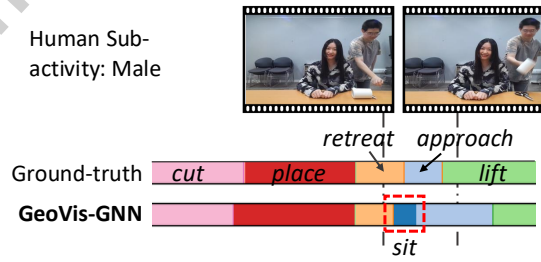 Human Sub-
activity: Male
retreat approach
Ground-truth cut place lift
GeoVis-GNN
sit